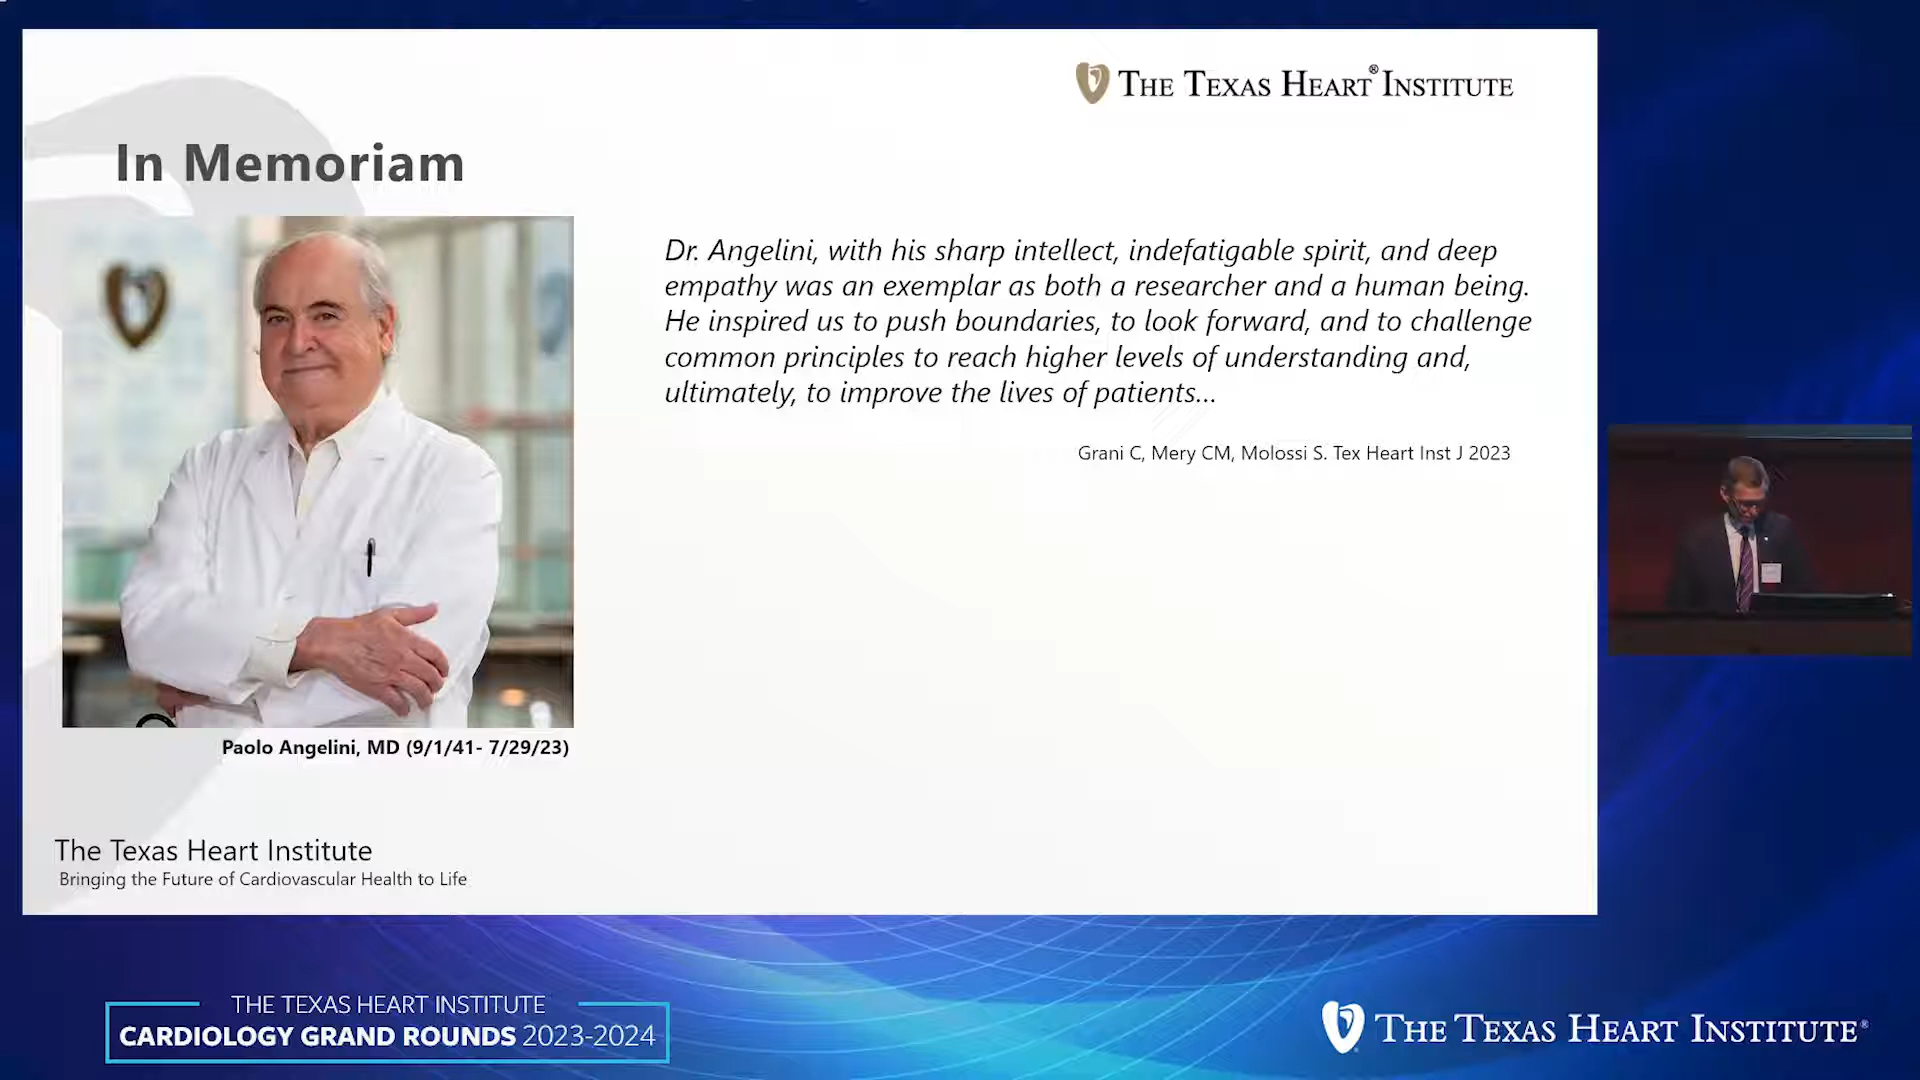 THE TEXAS HEART® INSTITUTE
In Memoriam
Dr. Angelini, with his sharp intellect, indefatigable spirit, and deep
empathy was an exemplar as both a researcher and a human being.
He inspired us to push boundaries, to look forward, and to challenge
common principles to reach higher levels of understanding and,
ultimately, to improve the lives of patients...
Grani C, Mery CM, Molossi S. Tex Heart Inst J 2023
Paolo Angelini, MD (9/1/41- 7/29/23)
The Texas Heart Institute
Bringing the Future of Cardiovascular Health to Life
THE TEXAS HEART INSTITUTE
CARDIOLOGY GRAND ROUNDS 2023-2024
THE TEXAS HEART INSTITUTE®